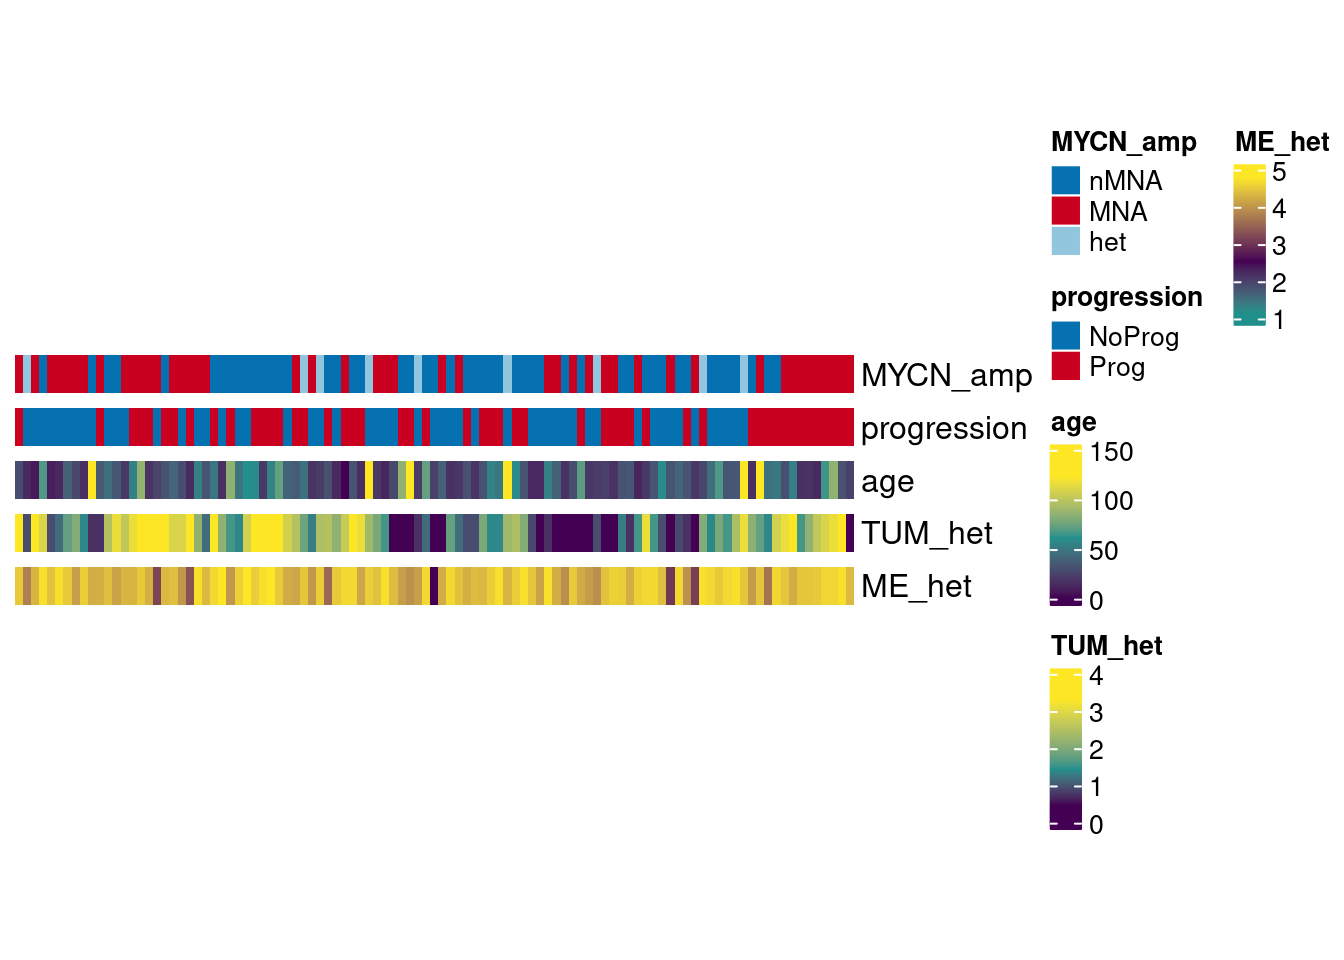 MYCN_amp
progression
age
TUM_het
ME_het
MYCN_amp
nMNA
MNA
het
progression
NoProg
Prog
age
150
100
50
0
TUM_het
4
3
2
1
0
ME_het
5
4
3
2
1